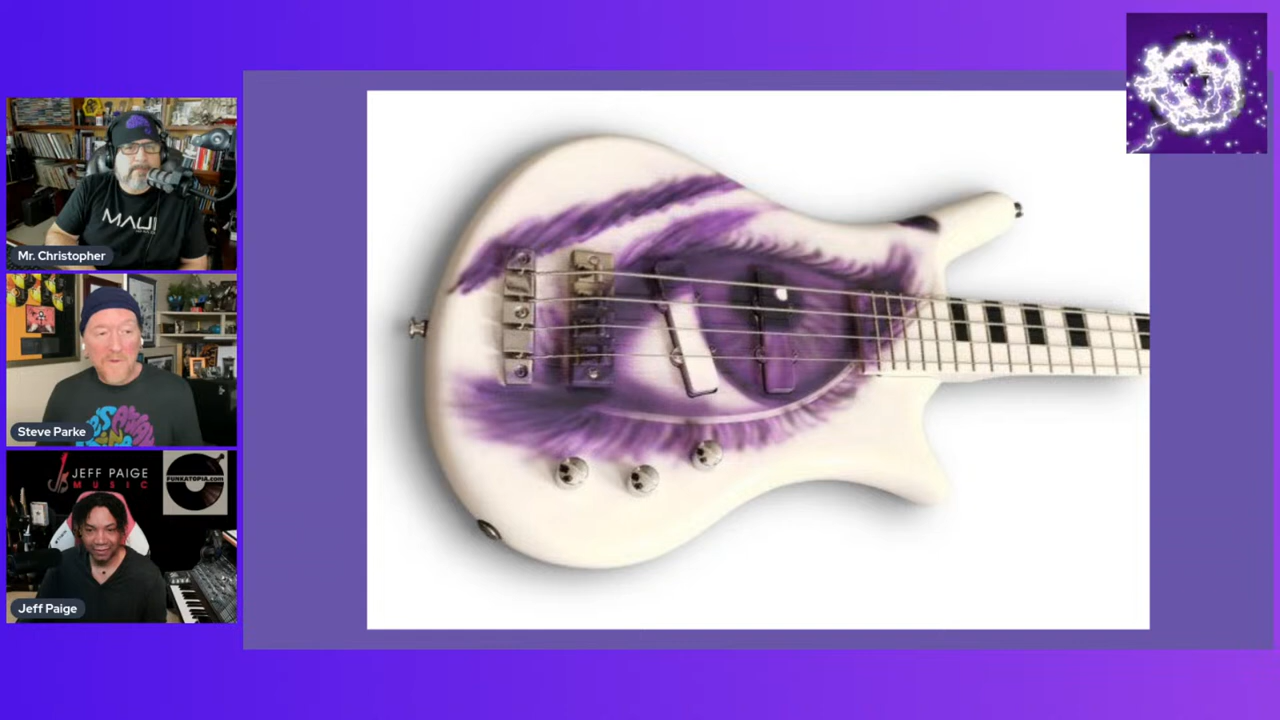 MAUI
Mr. Christopher
Steve Parke
JEFF PAIGE
MUSIC
FUNKATOPIA.com
Jeff Paige